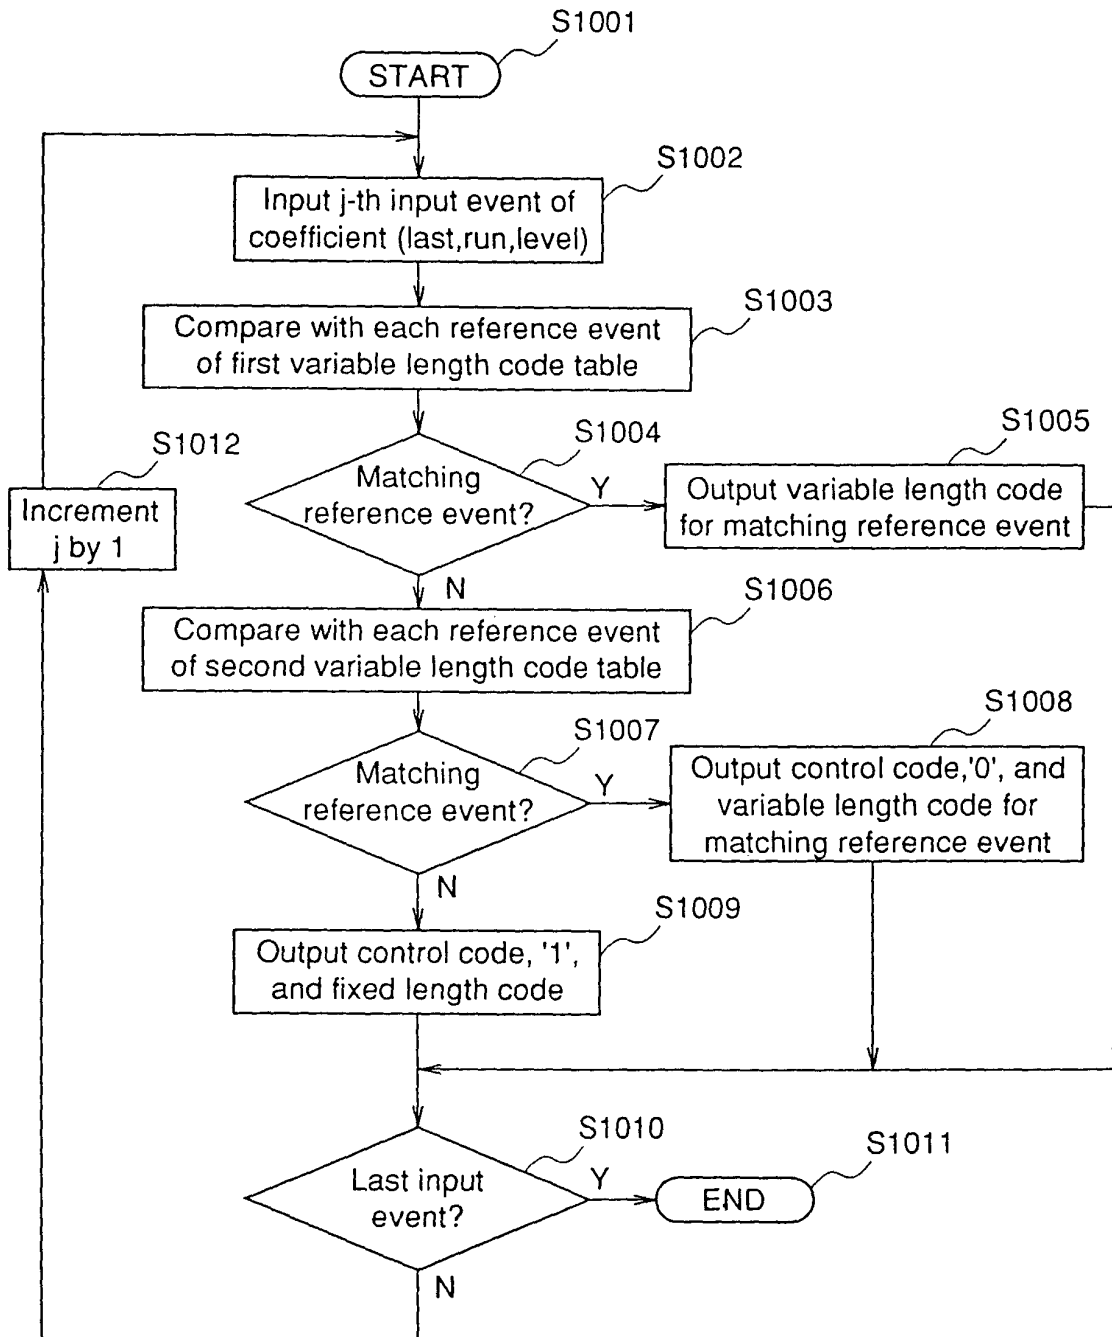 S1001
START
S1002
Input j-th input event of
coefficient (last,run,level)
S1003
Compare with each reference event
of first variable length code table
S1004
Matching
reference event?
Y
N
S1005
Output variable length code
for matching reference event
S1012
Increment
j by 1
S1006
Compare with each reference event
of second variable length code table
S1007
Matching
reference event?
Y
N
S1008
Output control code,'0', and
variable length code for
matching reference event
S1009
Output control code, '1',
and fixed length code
S1010
Last input
event?
Y
N
S1011
END